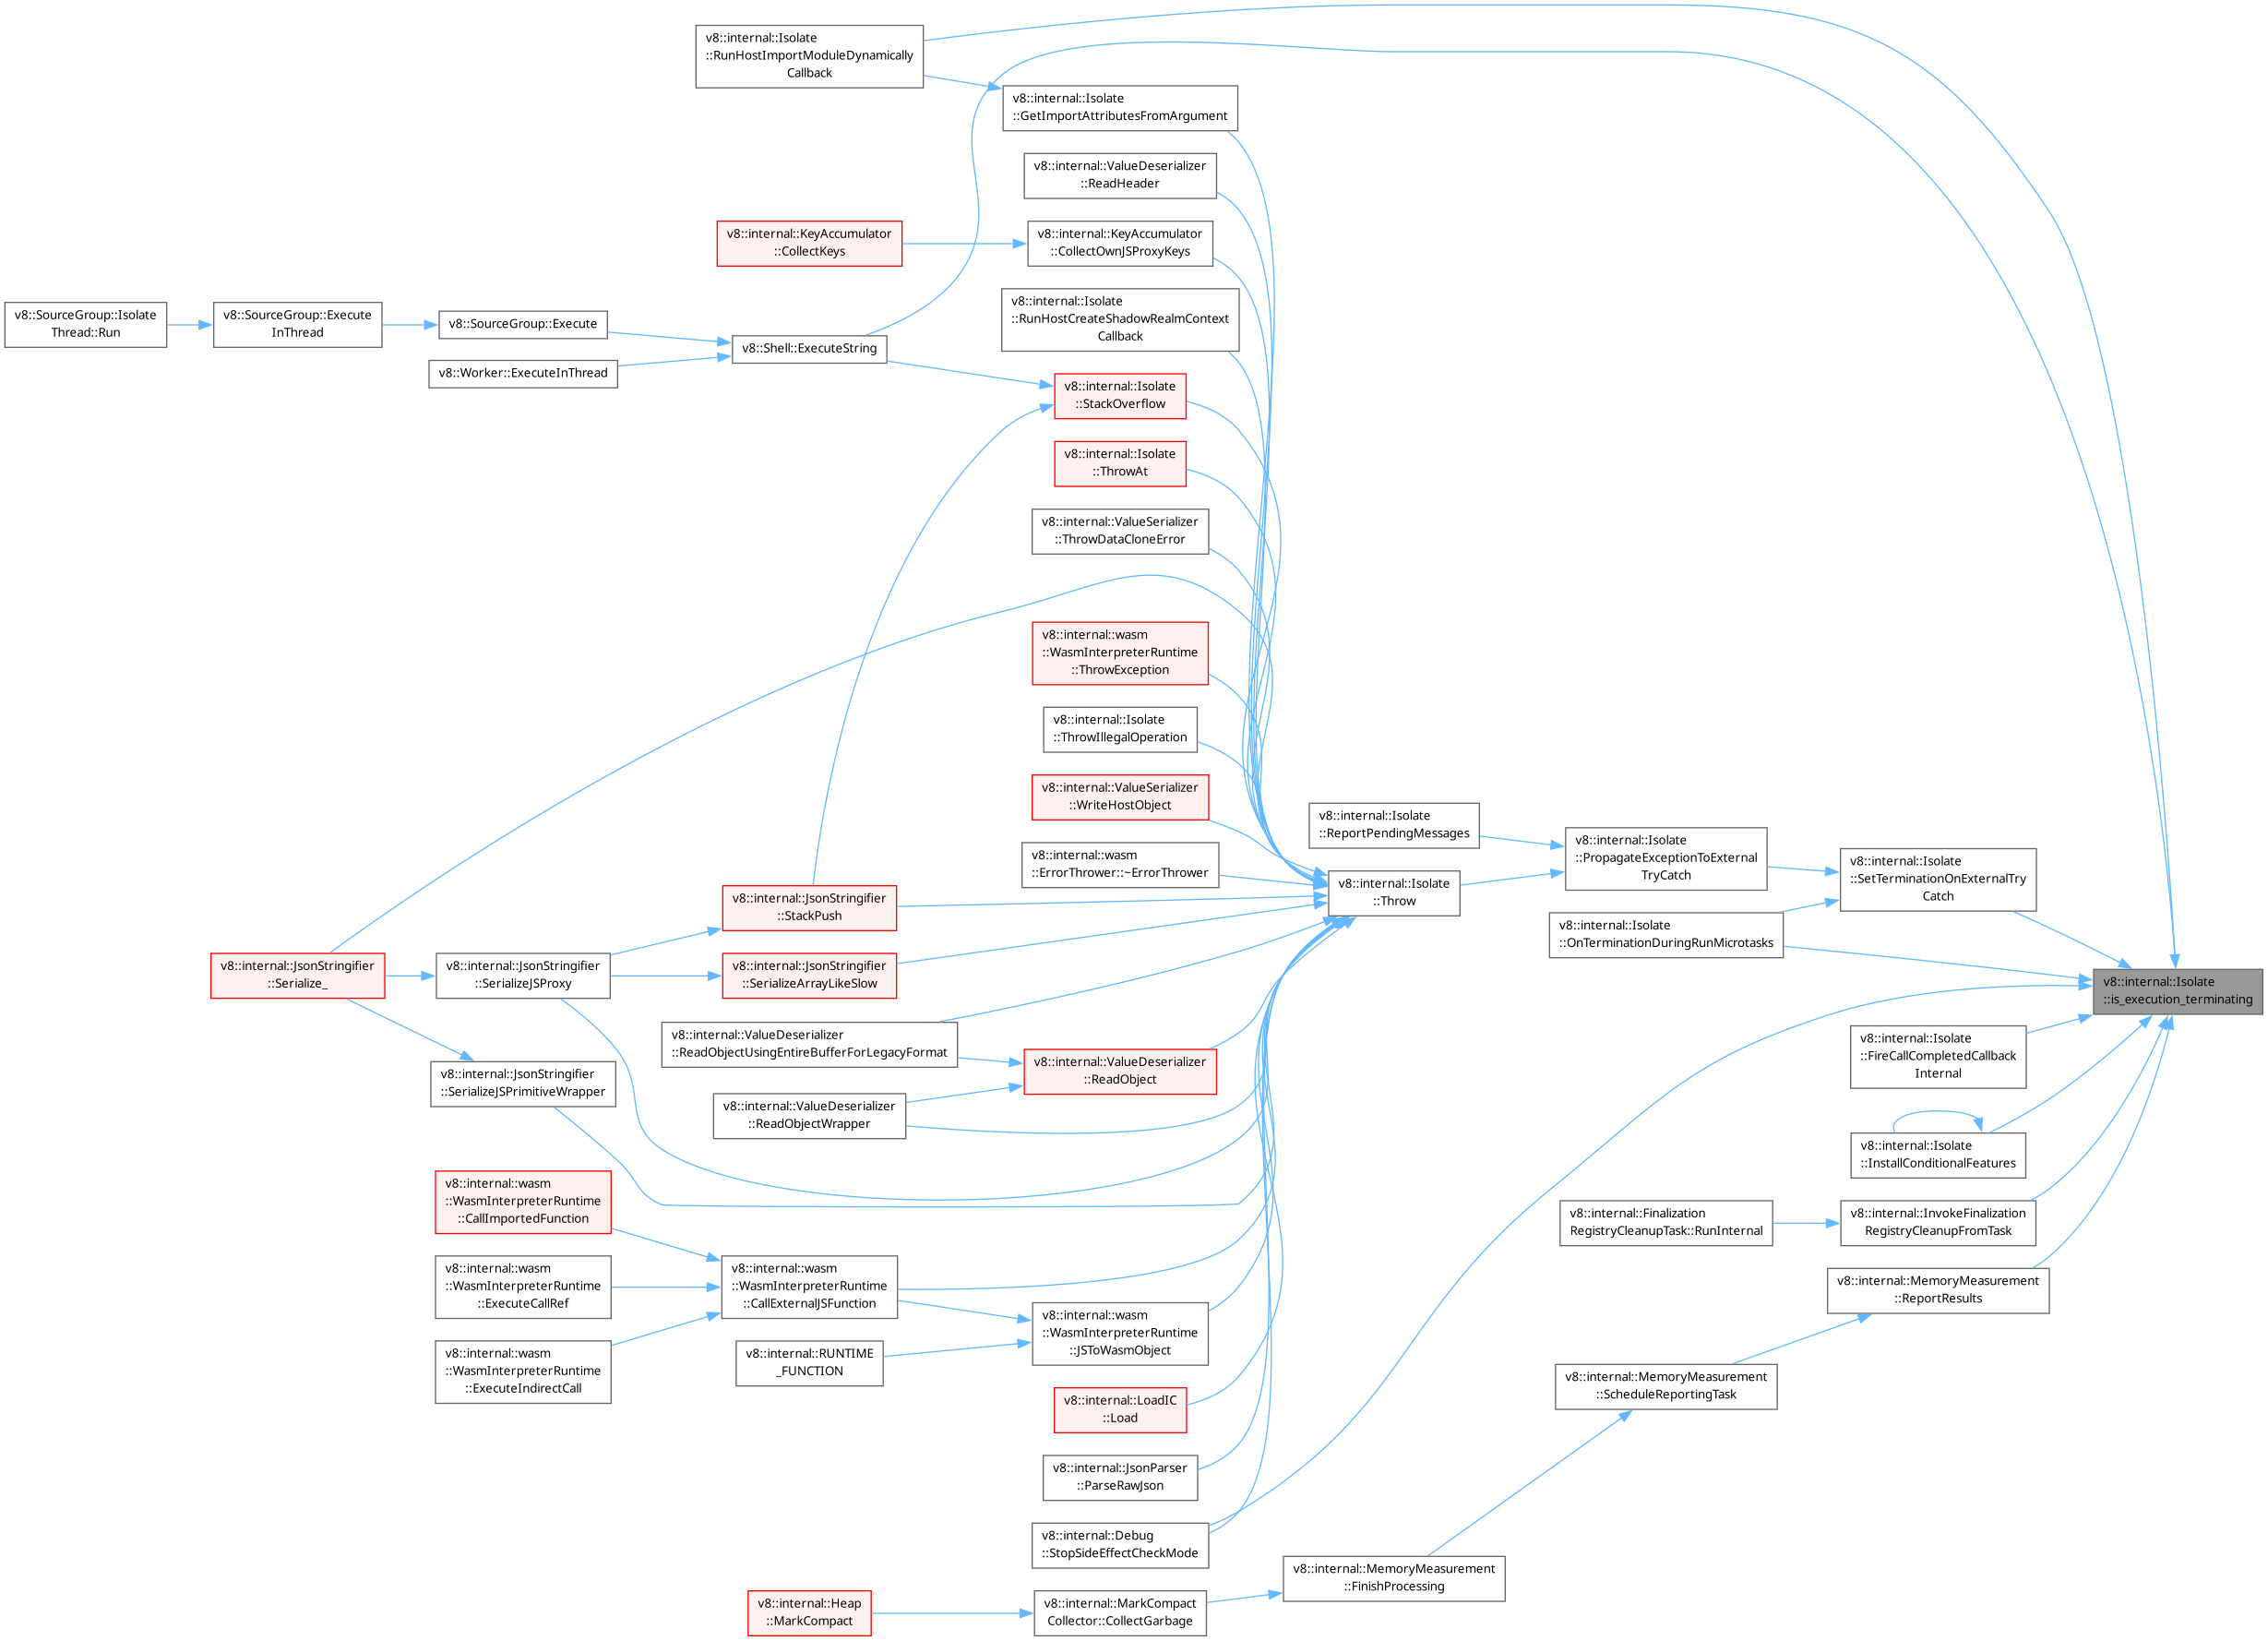 v8::internal::Isolate
::RunHostImportModuleDynamically
Callback
v8::internal::Isolate
::GetImportAttributesFromArgument
v8::internal::ValueDeserializer
::ReadHeader
v8::internal::KeyAccumulator
::CollectKeys
v8::internal::KeyAccumulator
::CollectOwnJSProxyKeys
v8::internal::Isolate
::RunHostCreateShadowRealmContext
Callback
v8::SourceGroup::Isolate
Thread::Run
v8::SourceGroup::Execute
InThread
v8::SourceGroup::Execute
v8::Worker::ExecuteInThread
v8::Shell::ExecuteString
v8::internal::Isolate
::StackOverflow
v8::internal::Isolate
::ThrowAt
v8::internal::ValueSerializer
::ThrowDataCloneError
v8::internal::wasm
::WasmInterpreterRuntime
::ThrowException
v8::internal::Isolate
::ThrowIllegalOperation
v8::internal::ValueSerializer
::WriteHostObject
v8::internal::wasm
::ErrorThrower::~ErrorThrower
v8::internal::Isolate
::ReportPendingMessages
v8::internal::Isolate
::PropagateExceptionToExternal
TryCatch
v8::internal::Isolate
::SetTerminationOnExternalTry
Catch
v8::internal::Isolate
::Throw
v8::internal::JsonStringifier
::StackPush
v8::internal::Isolate
::OnTerminationDuringRunMicrotasks
v8::internal::JsonStringifier
::Serialize_
v8::internal::JsonStringifier
::SerializeJSProxy
v8::internal::JsonStringifier
::SerializeArrayLikeSlow
v8::internal::Isolate
::is_execution_terminating
v8::internal::ValueDeserializer
::ReadObjectUsingEntireBufferForLegacyFormat
v8::internal::ValueDeserializer
::ReadObject
v8::internal::Isolate
::FireCallCompletedCallback
Internal
v8::internal::JsonStringifier
::SerializeJSPrimitiveWrapper
v8::internal::ValueDeserializer
::ReadObjectWrapper
v8::internal::Isolate
::InstallConditionalFeatures
v8::internal::wasm
::WasmInterpreterRuntime
::CallImportedFunction
v8::internal::Finalization
RegistryCleanupTask::RunInternal
v8::internal::InvokeFinalization
RegistryCleanupFromTask
v8::internal::wasm
::WasmInterpreterRuntime
::ExecuteCallRef
v8::internal::wasm
::WasmInterpreterRuntime
::CallExternalJSFunction
v8::internal::MemoryMeasurement
::ReportResults
v8::internal::wasm
::WasmInterpreterRuntime
::JSToWasmObject
v8::internal::wasm
::WasmInterpreterRuntime
::ExecuteIndirectCall
v8::internal::RUNTIME
_FUNCTION
v8::internal::MemoryMeasurement
::ScheduleReportingTask
v8::internal::LoadIC
::Load
v8::internal::JsonParser
::ParseRawJson
v8::internal::Debug
::StopSideEffectCheckMode
v8::internal::MemoryMeasurement
::FinishProcessing
v8::internal::Heap
::MarkCompact
v8::internal::MarkCompact
Collector::CollectGarbage